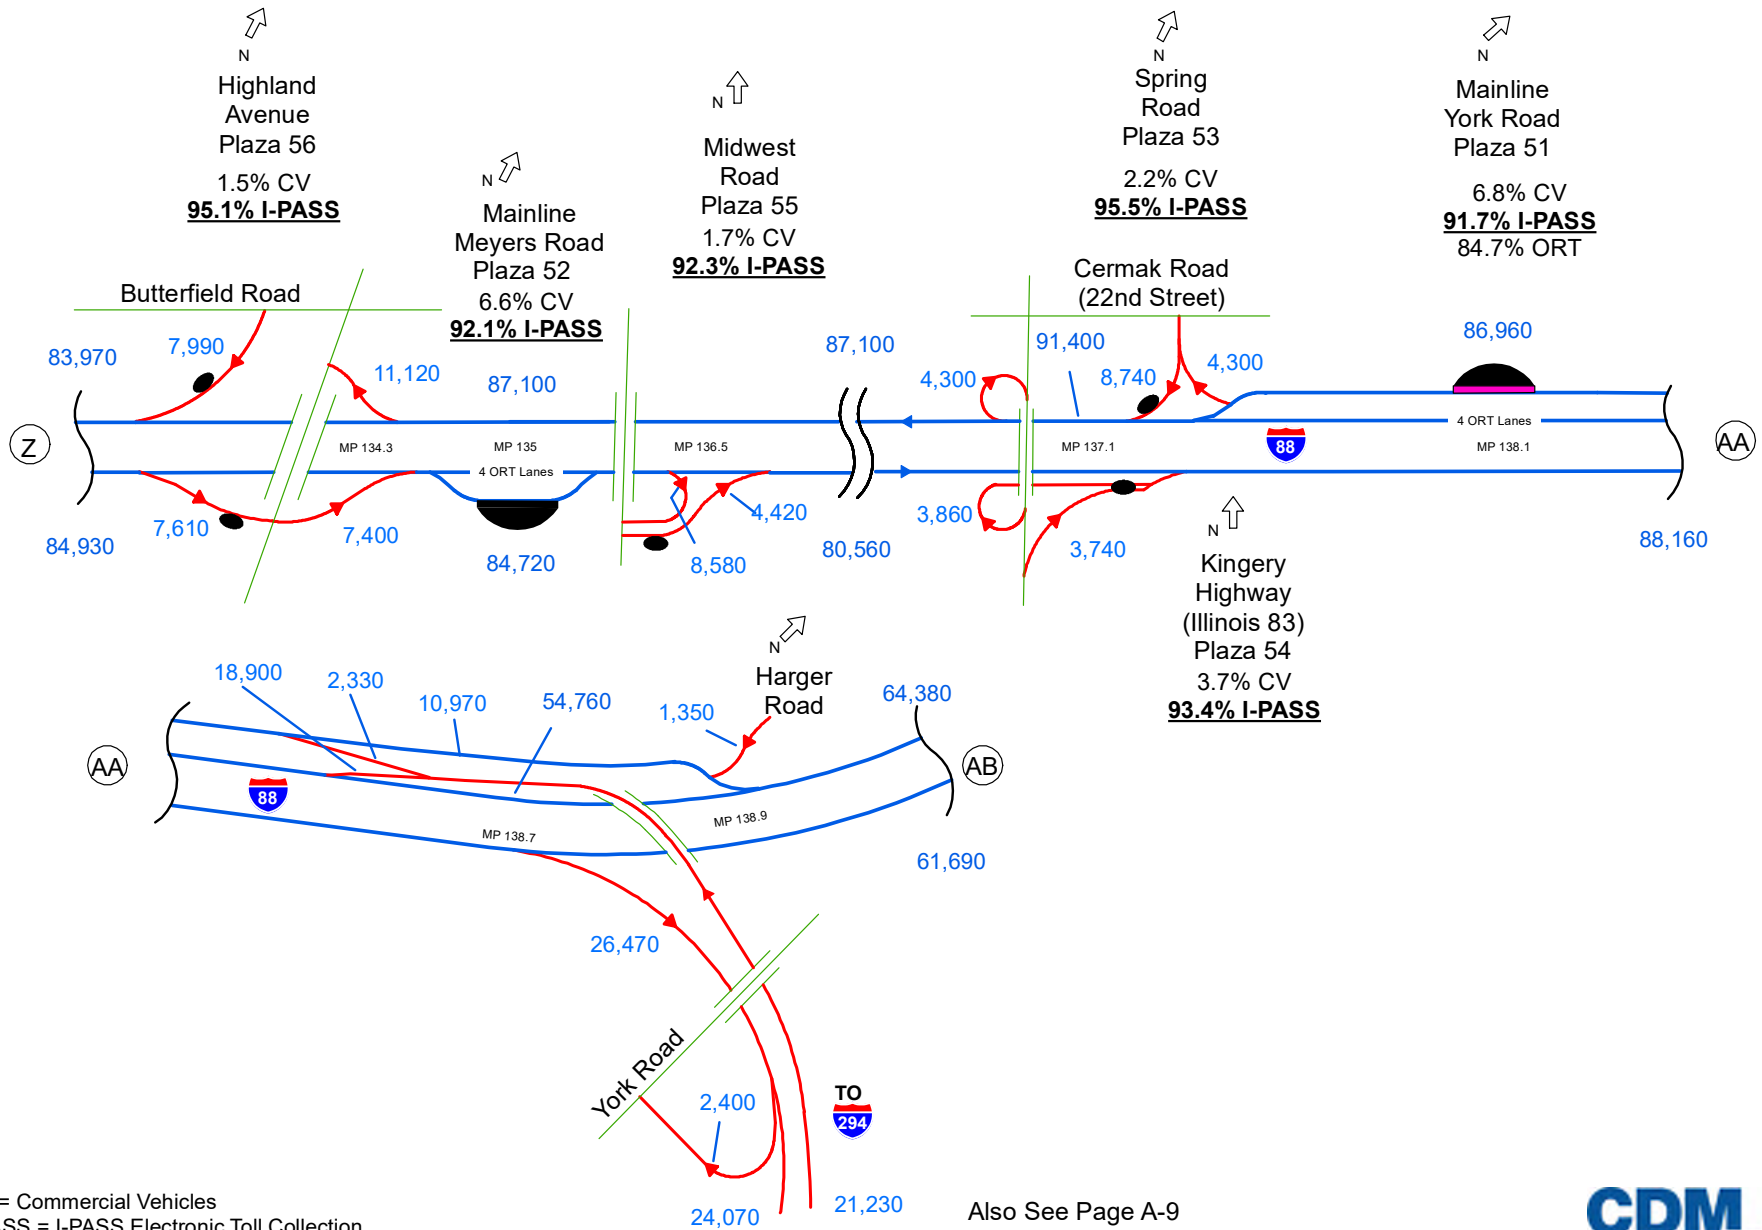 N
Highland
Avenue
Plaza 56
1.5% CV
95.1% I-PASS
N
Mainline
Meyers Road
Plaza 52
6.6% CV
92.1% I-PASS
N
Midwest
Road
Plaza 55
1.7% CV
92.3% I-PASS
N
Spring
Road
Plaza 53
2.2% CV
95.5% I-PASS
N
Mainline
York Road
Plaza 51
6.8% CV
91.7% I-PASS
84.7% ORT
Butterfield Road
Cermak Road
(22nd Street)
83,970
7,990
11,120
87,100
87,100
4,300
91,400
8,740
4,300
86,960
Z
MP 134.3
MP 135
4 ORT Lanes
MP 136.5
MP 137.1
88
4 ORT Lanes
MP 138.1
AA
84,930
7,610
7,400
84,720
8,580
4,420
80,560
3,860
3,740
88,160
N
Kingery
Highway
(Illinois 83)
Plaza 54
3.7% CV
93.4% I-PASS
N
Harger
Road
18,900
2,330
10,970
54,760
1,350
64,380
AA
88
MP 138.7
MP 138.9
AB
61,690
26,470
York Road
2,400
TO
294
24,070
21,230
= Commercial Vehicles
ASS = I-PASS Electronic Toll Collection
Also See Page A-9
CDM